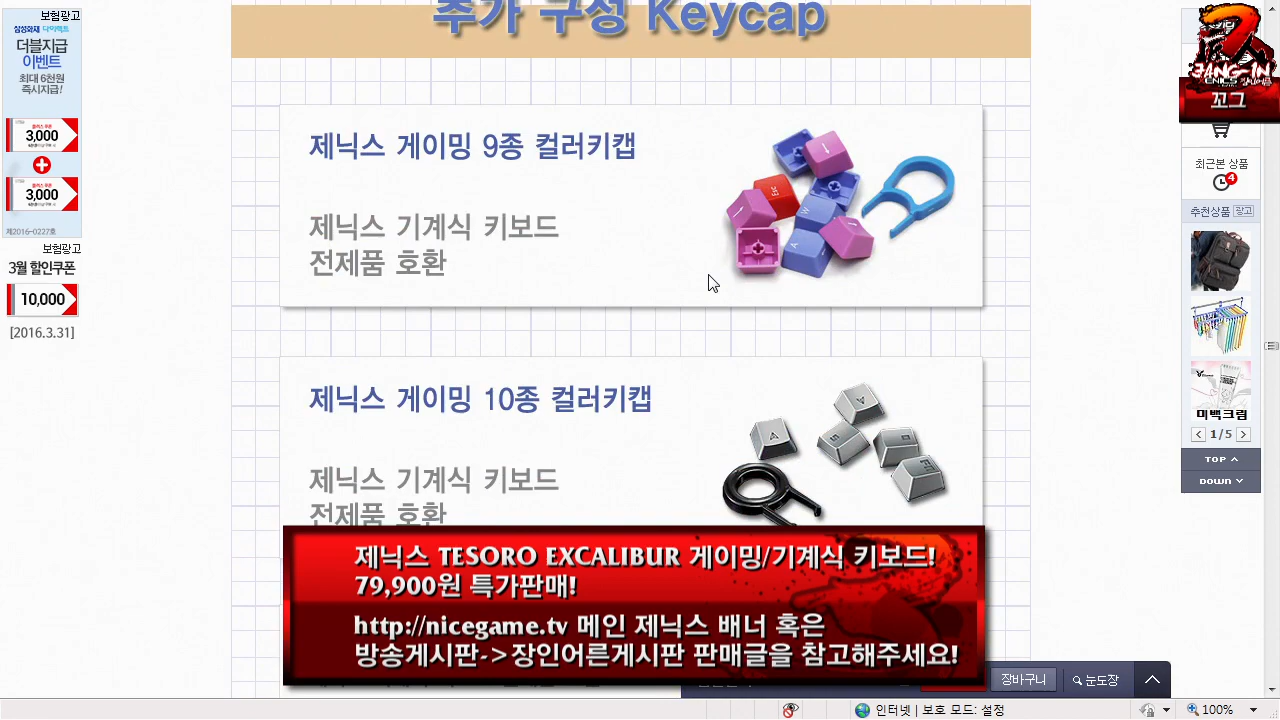 추가 구성 Keycap
보험광고
삼성화재 다이렉트
더블지급
이벤트
최대 6천원
즉시지급!
3,000
3,000
제2016-0227호
보험광고
3월 할인쿠폰
10,000
[2016.3.31]
제닉스 게이밍 9종 컬러키캡
제닉스 기계식 키보드
전제품 호환
Esc
W
A
제닉스 게이밍 10종 컬러키캡
제닉스 기계식 키보드
전제품 호환
A
A
S
D
제닉스 TESORO EXCALIBUR 게이밍/기계식 키보드!
79,900원 특가판매!
http://nicegame.tv 메인 제닉스 배너 혹은
방송게시판->장인어른게시판 판매글을 참고해주세요!
꼬그
최근본 상품
4
추천상품 광고
미백크림
1/5
TOP
DOWN
장바구니
눈도장
인터넷 | 보호 모드: 설정
100%